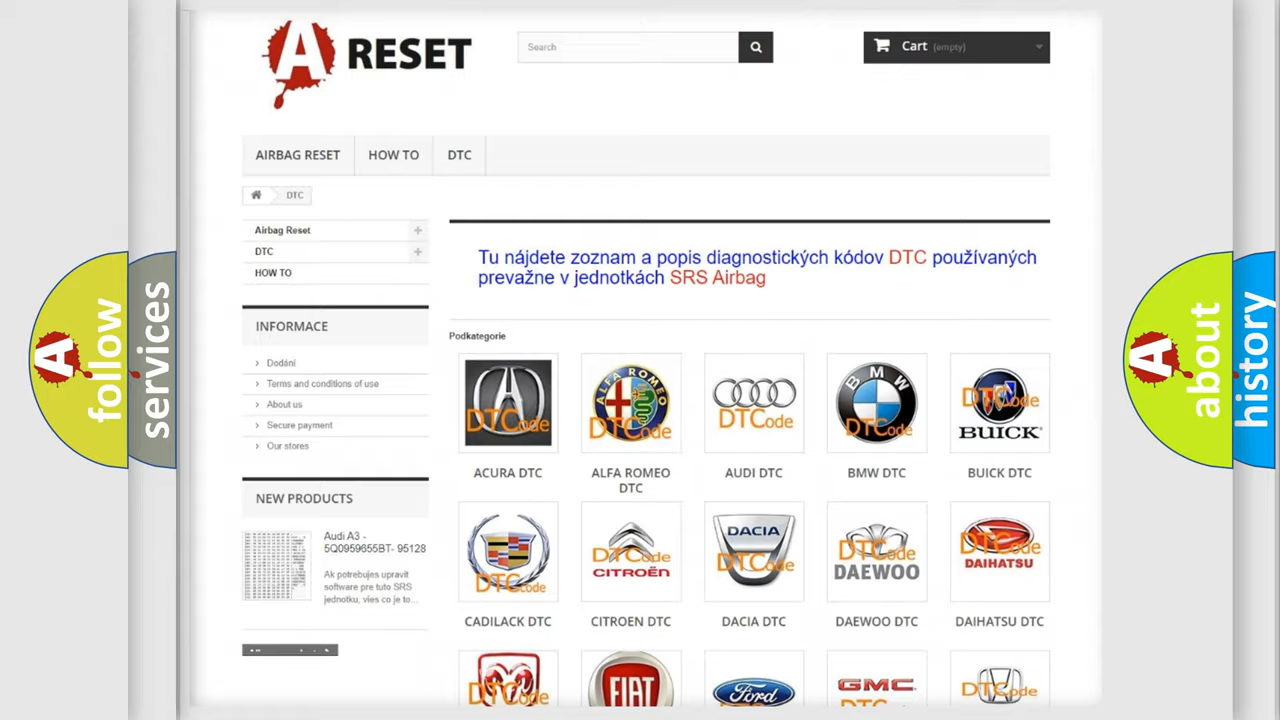 A RESET
Search
Cart (empty)
AIRBAG RESET
HOW TO
DTC
DTC
Airbag Reset
DTC
HOW TO
INFORMACE
Dodání
Terms and conditions of use
About us
Secure payment
Our stores
NEW PRODUCTS
Audi A3 -
5Q0959655BT- 95128
Ak potrebujes upravit
software pre tuto SRS
jednotku, vies co je to...
Tu nájdete zoznam a popis diagnostických kódov DTC používaných
prevažne v jednotkách SRS Airbag
Podkategorie
DTCode
ALFA ROMEO
DTCode
DTCode
BMW
DTCode
DTCode
BUICK
ACURA DTC
ALFA ROMEO
DTC
AUDI DTC
BMW DTC
BUICK DTC
DTCode
DTCode
CITROËN
DACIA
DTCode
DTCode
DAEWOO
DTCode
DAIHATSU
CADILACK DTC
CITROEN DTC
DACIA DTC
DAEWOO DTC
DAIHATSU DTC
DTCode
FIAT
Ford
GMC
DTCode
A
follow
services
A
about
history